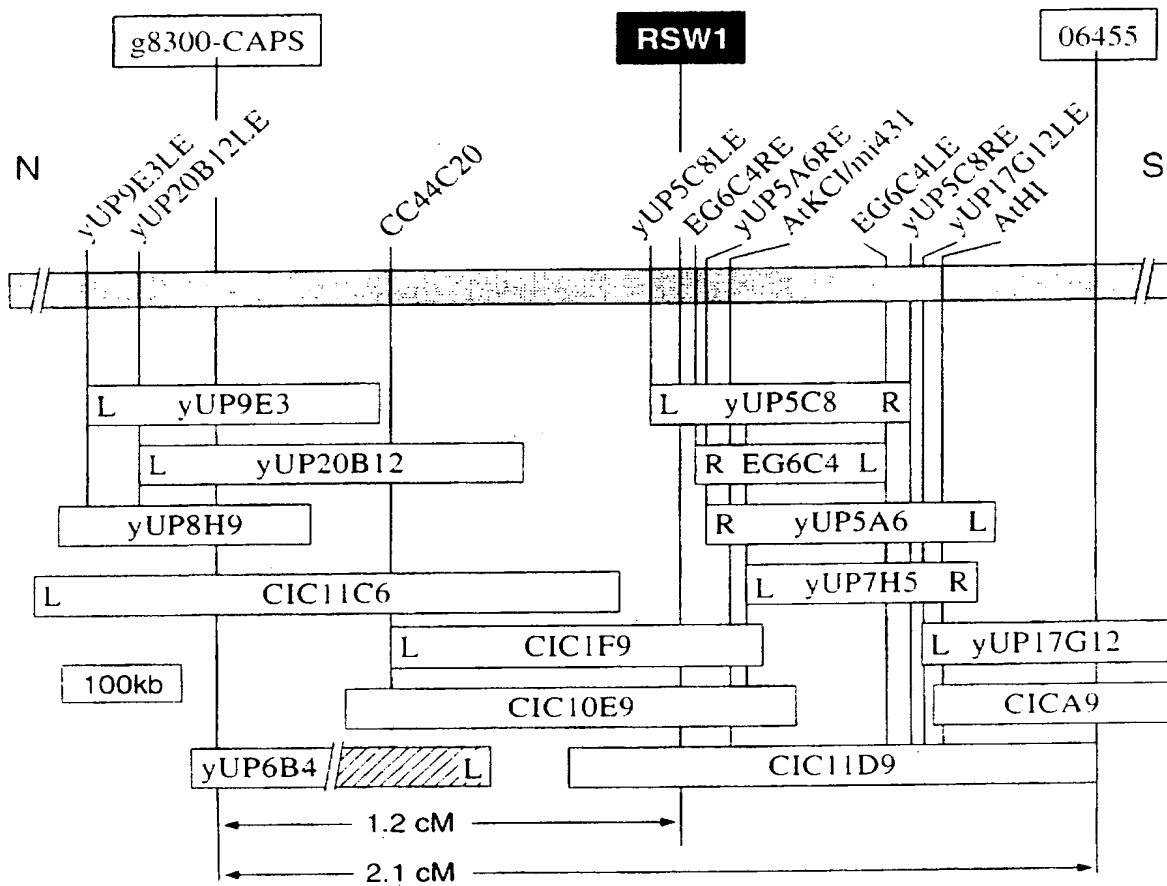 g8300-CAPS
RSW1
06455
N
S
yUP9E3LE
yUP20B12LE
CC44C20
yUP5C8LE
EG6C4RE
yUP5A6RE
AtKCI/mi431
EG6C4LE
yUP5C8RE
yUP17G12LE
AtHI
L yUP9E3
L yUP5C8 R
L yUP20B12
R EG6C4 L
yUP8H9
R yUP5A6 L
L CIC11C6
L yUP7H5 R
L CIC1F9
L yUP17G12
100kb
CIC10E9
CICA9
yUP6B4 L
CIC11D9
1.2 cM
2.1 cM